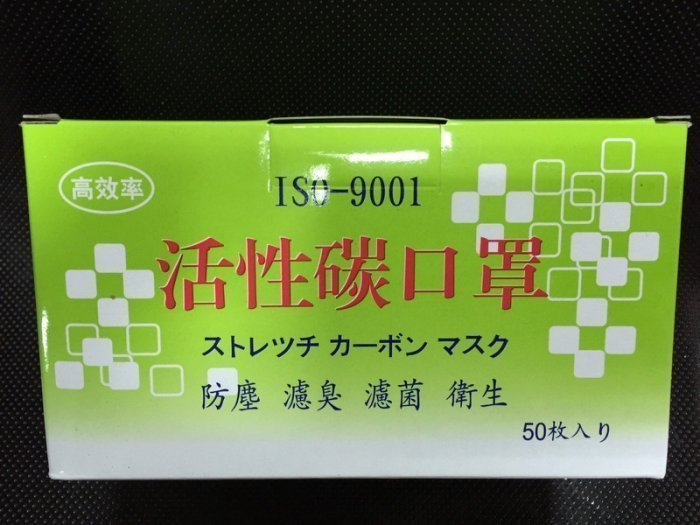 高效率
ISO-9001
活性碳口罩
ストレツチ カーボン マスク
防塵 濾臭 濾菌 衛生
50枚入り